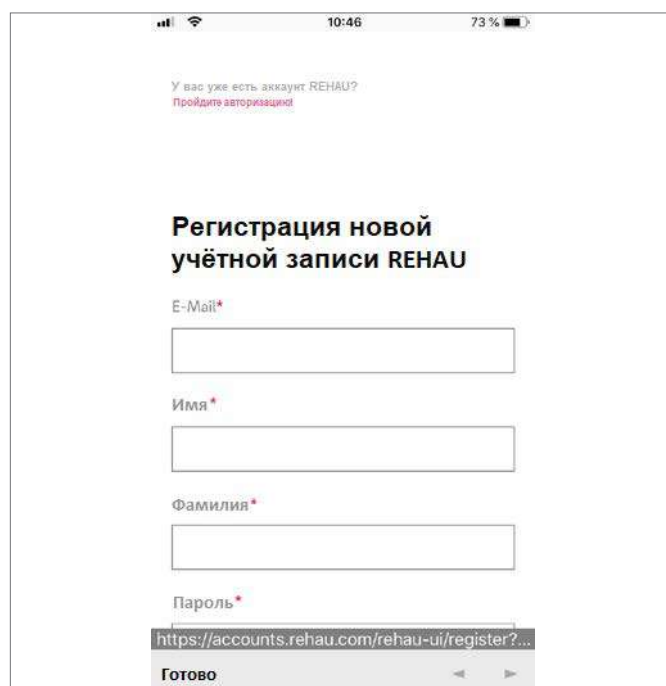 10:46
73 %
У вас уже есть аккаунт REHAU?
Пройдите авторизацию!
Регистрация новой
учётной записи REHAU
E-Mail*
Имя*
Фамилия*
Пароль*
https://accounts.rehau.com/rehau-ui/register?...
Готово